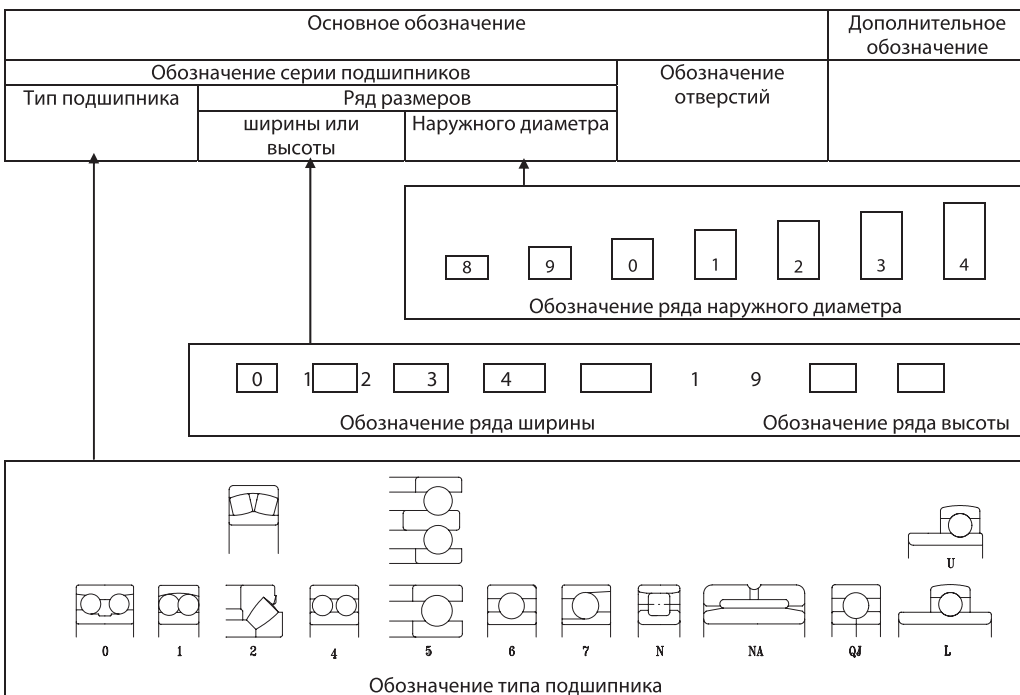 Основное обозначение
Дополнительное
обозначение
Обозначение серии подшипников
Обозначение
отверстий
Тип подшипника
Ряд размеров
ширины или
высоты
Наружного диаметра
8 9 0 1 2 3 4
Обозначение ряда наружного диаметра
0 1 2 3 4 1 9
Обозначение ряда ширины
Обозначение ряда высоты
U
0 1 2 4 5 6 7 N NA QJ L
Обозначение типа подшипника